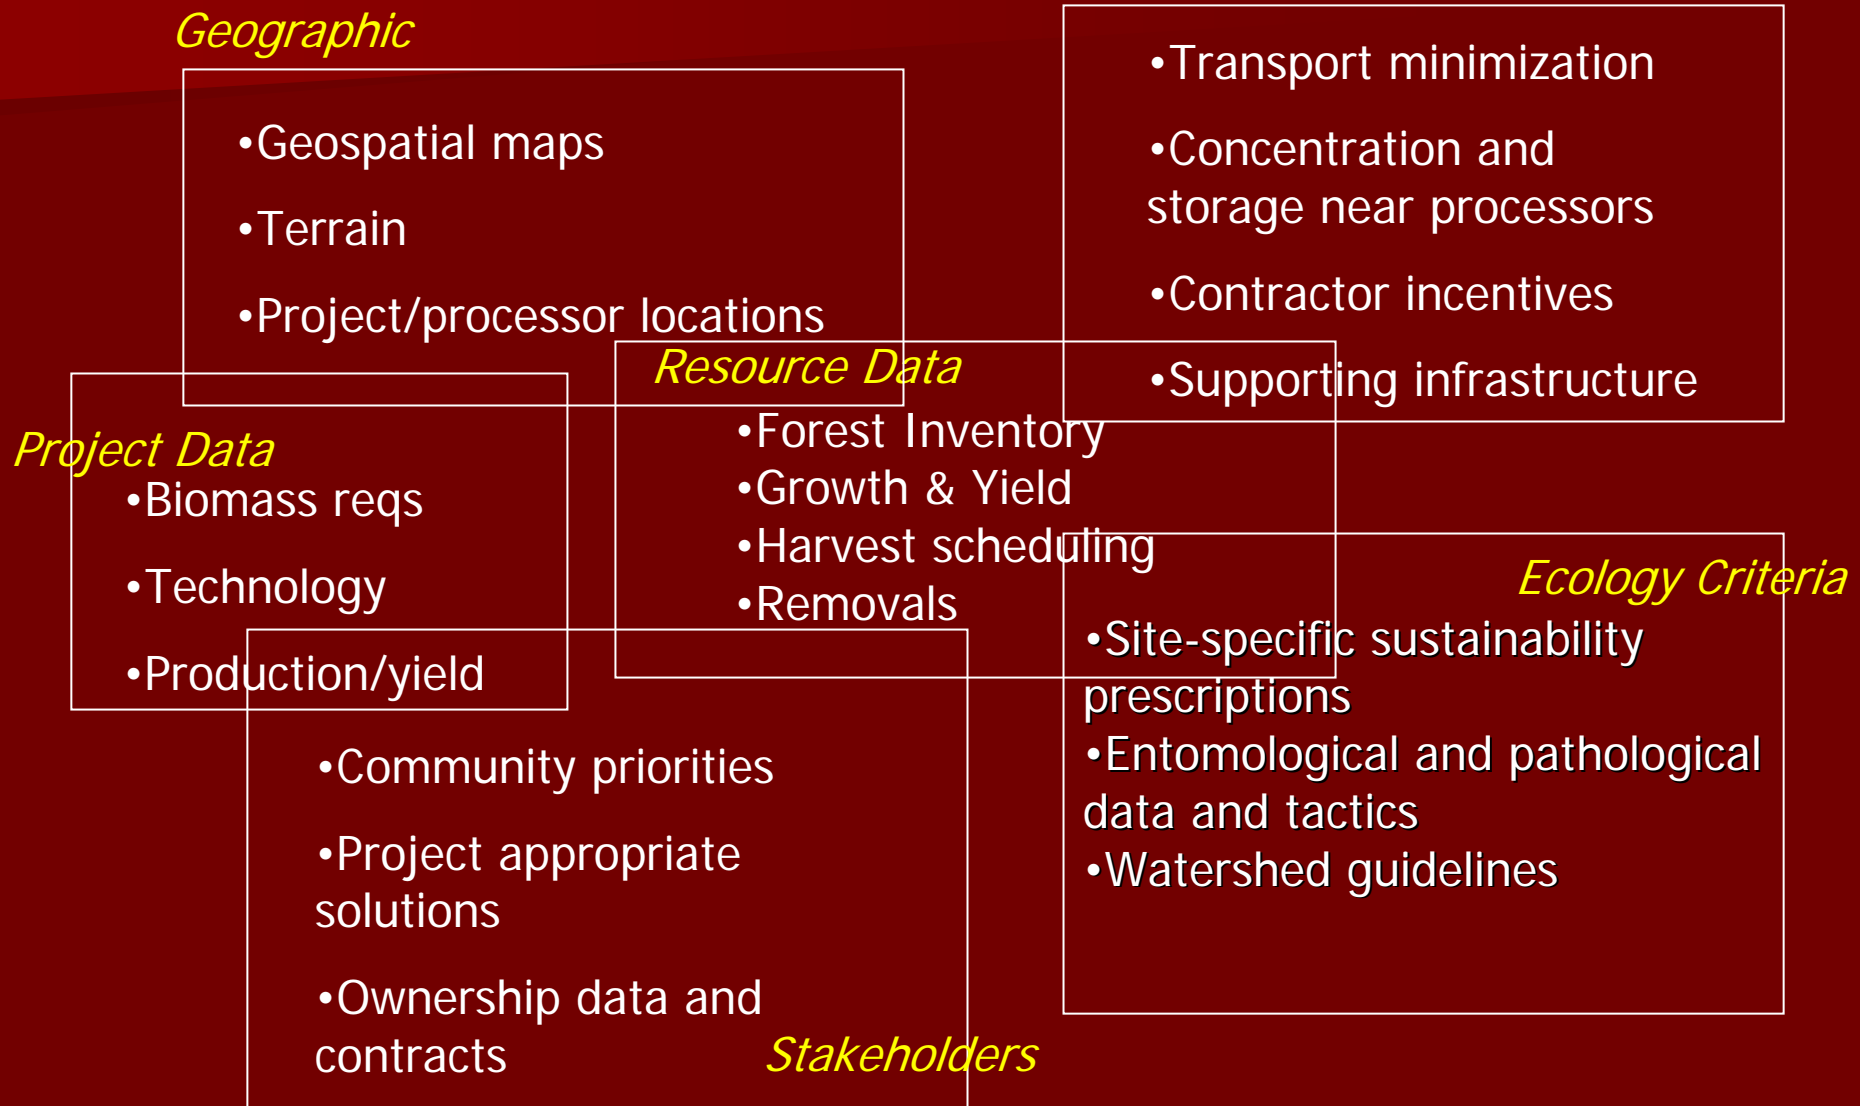 Geographic
•Geospatial maps
•Terrain
•Project/processor locations
•Transport minimization
•Concentration and
storage near processors
•Contractor incentives
•Supporting infrastructure
Project Data
•Biomass reqs
•Technology
•Production/yield
Resource Data
•Forest Inventory
•Growth & Yield
•Harvest scheduling
•Removals
Ecology Criteria
•Site-specific sustainability
prescriptions
•Entomological and pathological
data and tactics
•Watershed guidelines
•Community priorities
•Project appropriate
solutions
•Ownership data and
contracts
Stakeholders